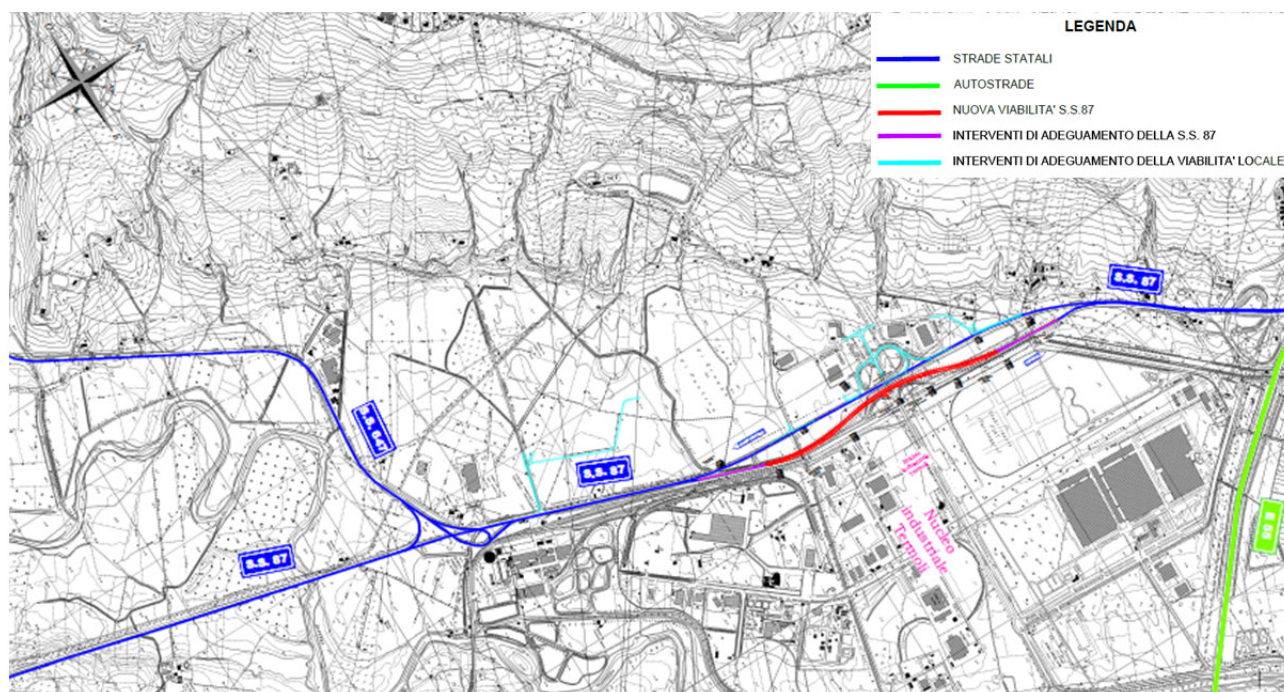 LEGENDA
STRADE STATALI
AUTOSTRADE
NUOVA VIABILITA' S.S.87
INTERVENTI DI ADEGUAMENTO DELLA S.S. 87
INTERVENTI DI ADEGUAMENTO DELLA VIABILITA' LOCALE
S.S. 87
S.S. 647
S.S. 87
S.S. 87
Nucleo
industriale
Termoli